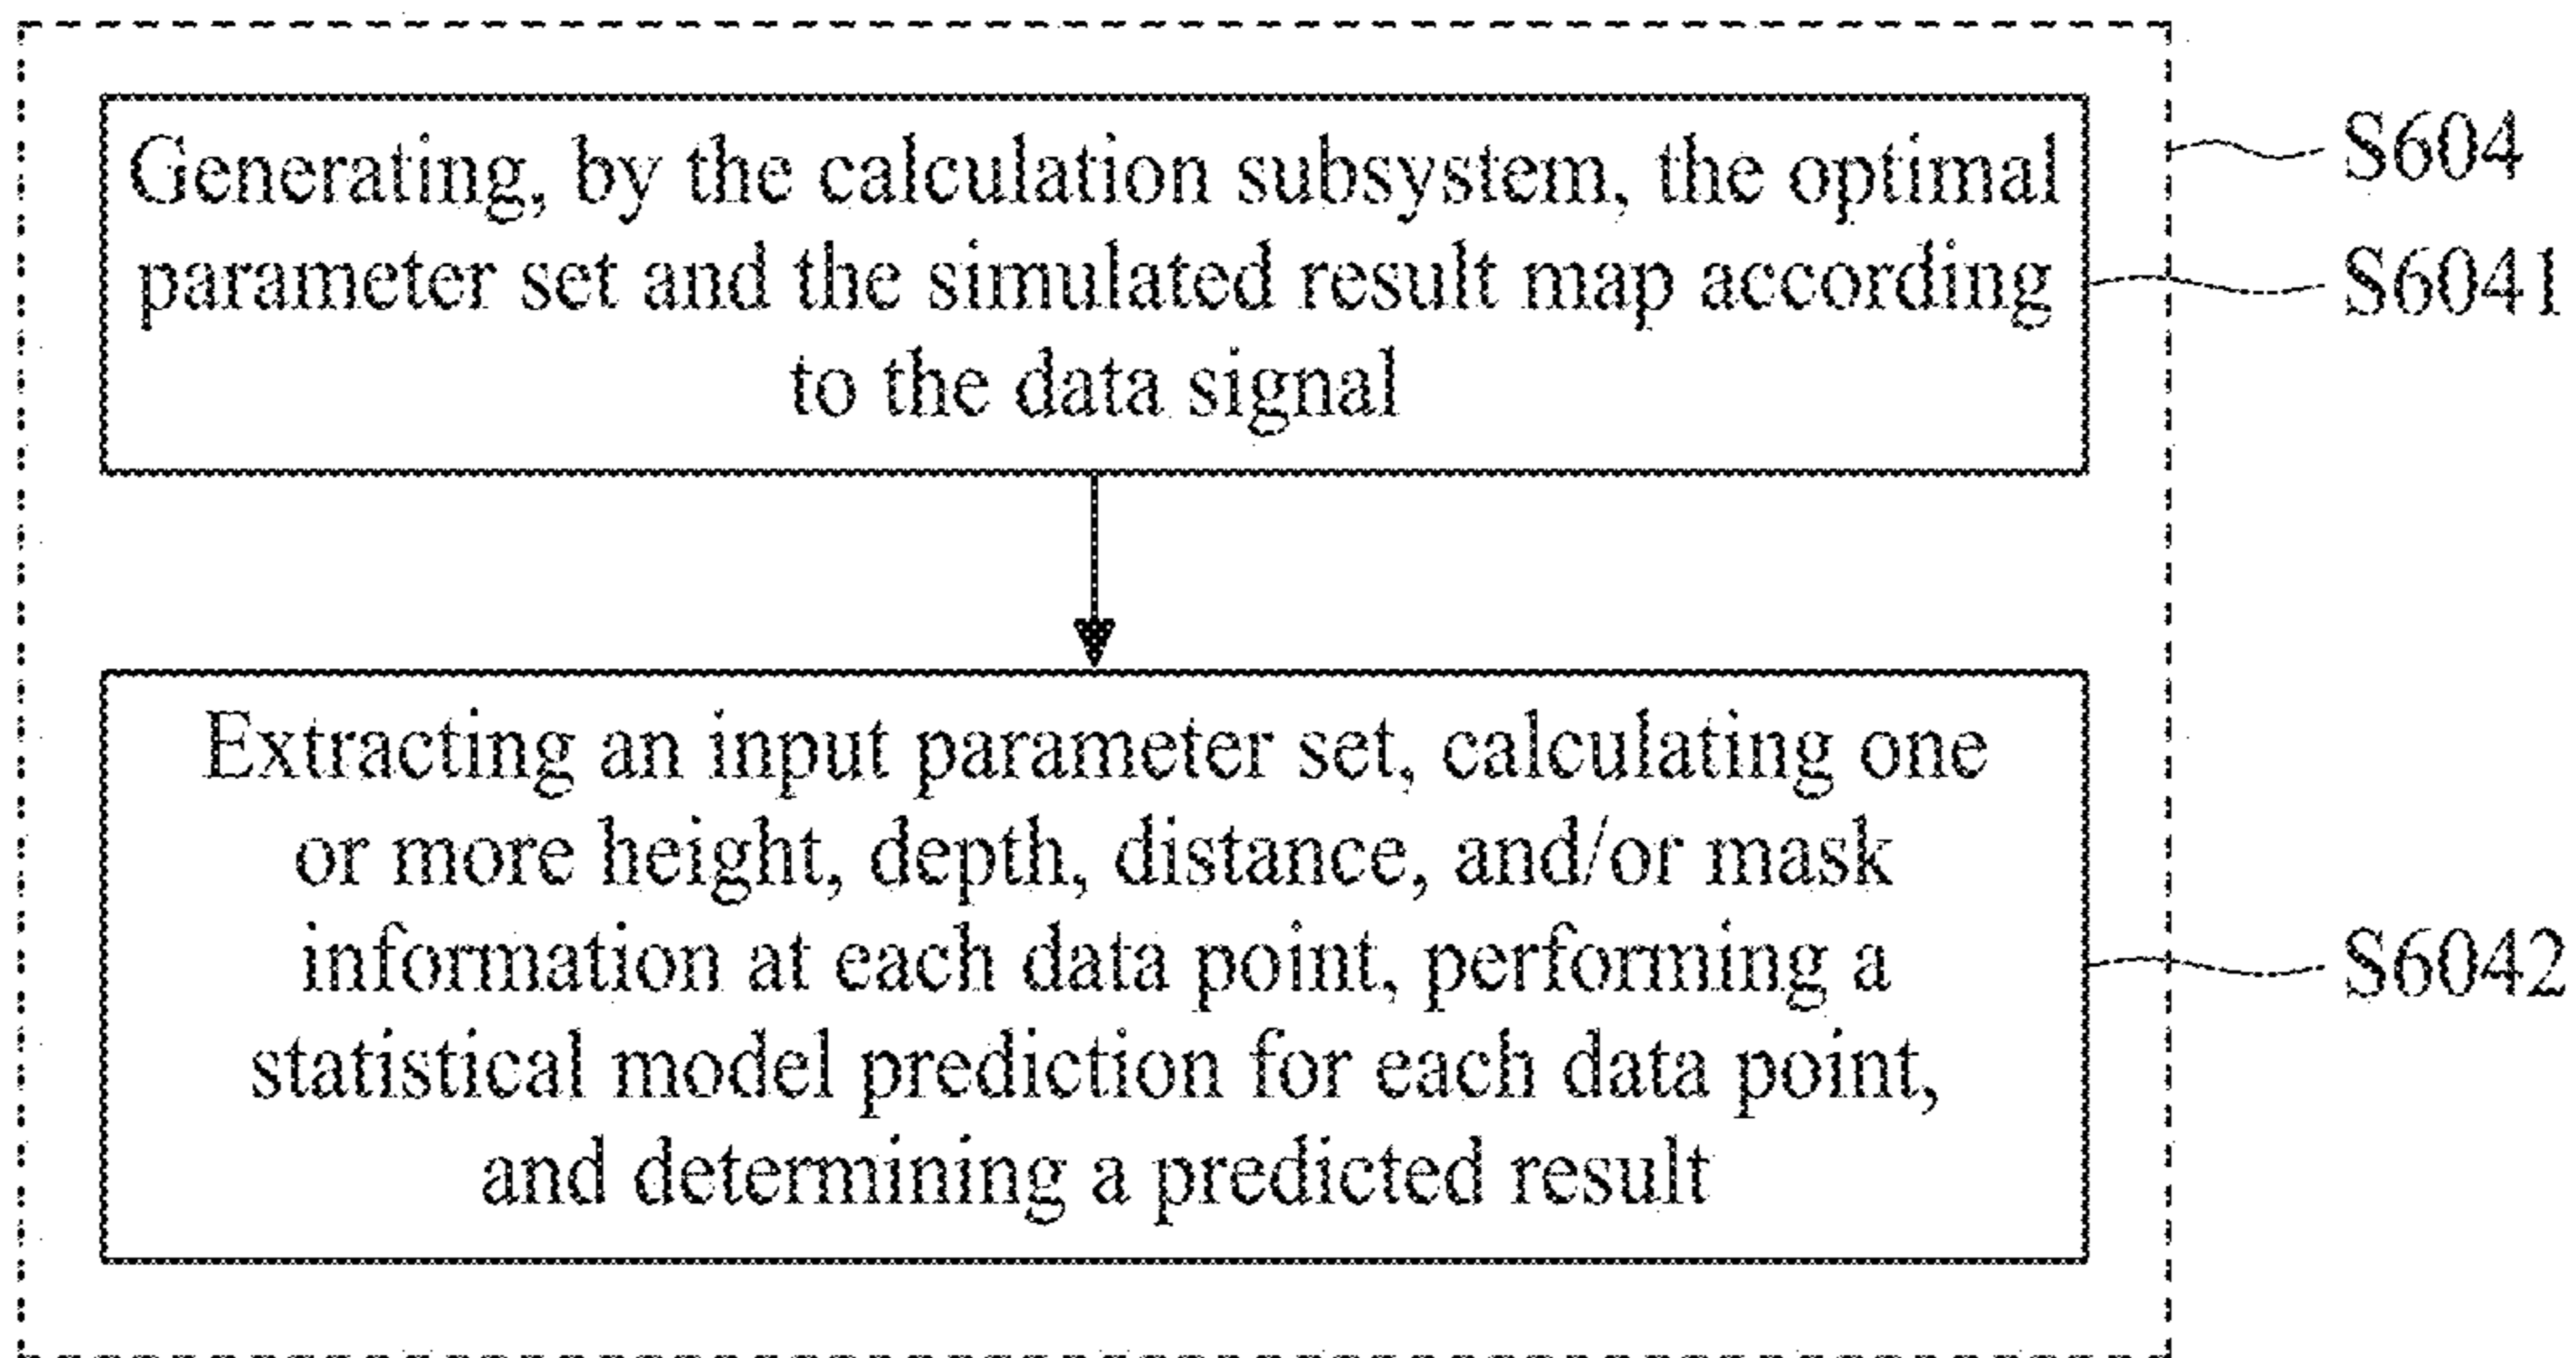 Generating, by the calculation subsystem, the optimal
parameter set and the simulated result map according
to the data signal
S604
S6041
Extracting an input parameter set, calculating one
or more height, depth, distance, and/or mask
information at each data point, performing a
statistical model prediction for each data point,
and determining a predicted result
S6042